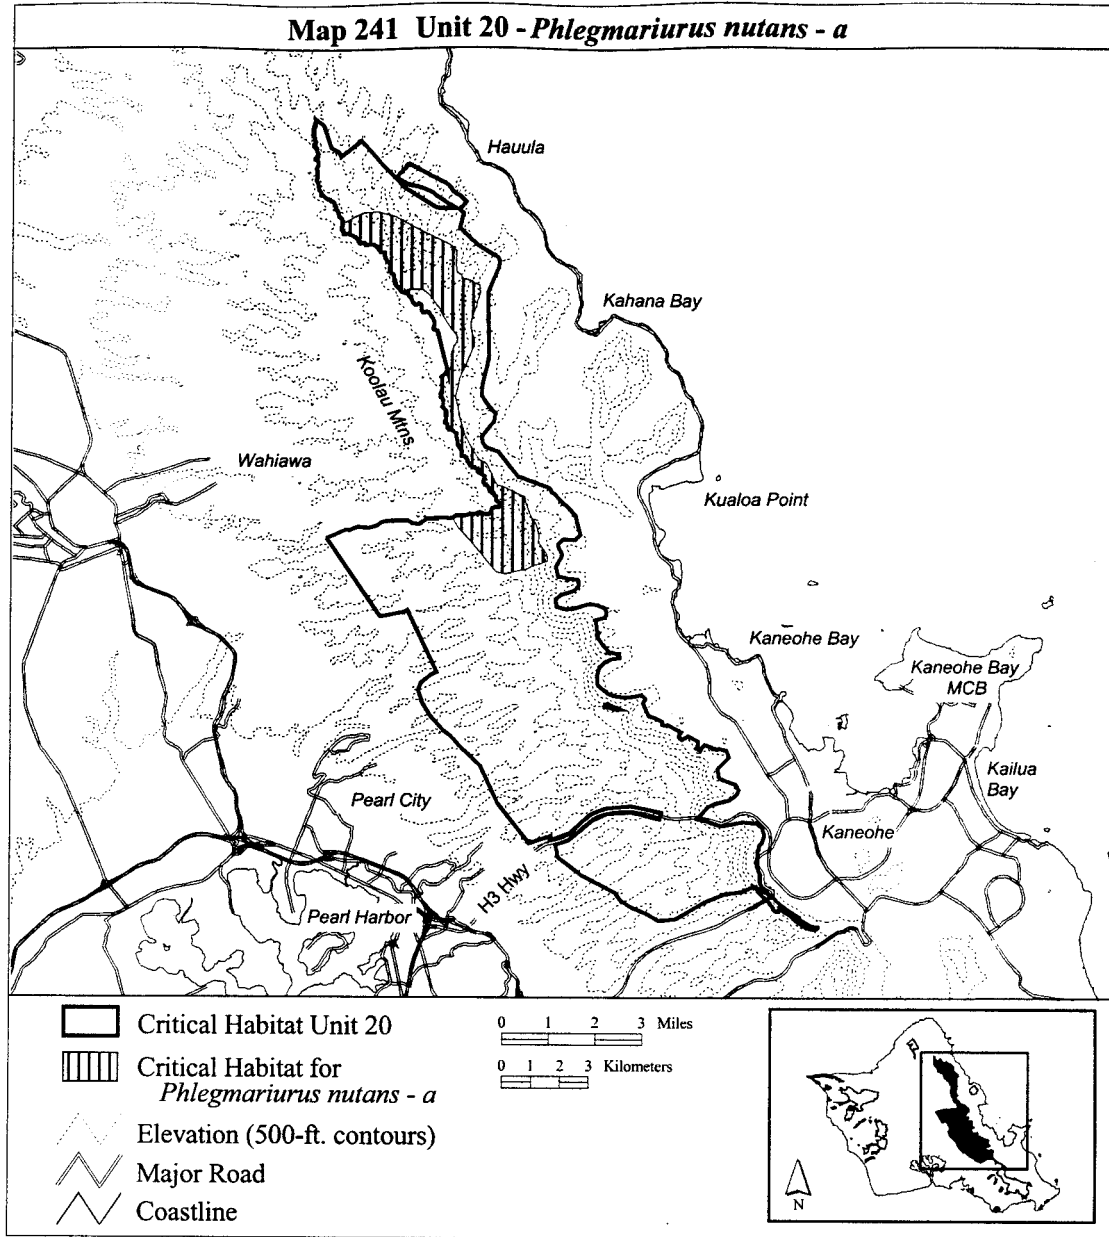 Map 241 Unit 20 - Phlegmariurus nutans - a
Hauula
Kahana Bay
Koolau Mtns.
Wahiawa
Kualoa Point
Kaneohe Bay
Kaneohe Bay
MCB
Kailua
Bay
Pearl City
Kaneohe
H3 Hwy
Pearl Harbor
Critical Habitat Unit 20
Critical Habitat for
Phlegmariurus nutans - a
Elevation (500-ft. contours)
Major Road
Coastline
0 1 2 3 Miles
0 1 2 3 Kilometers
N